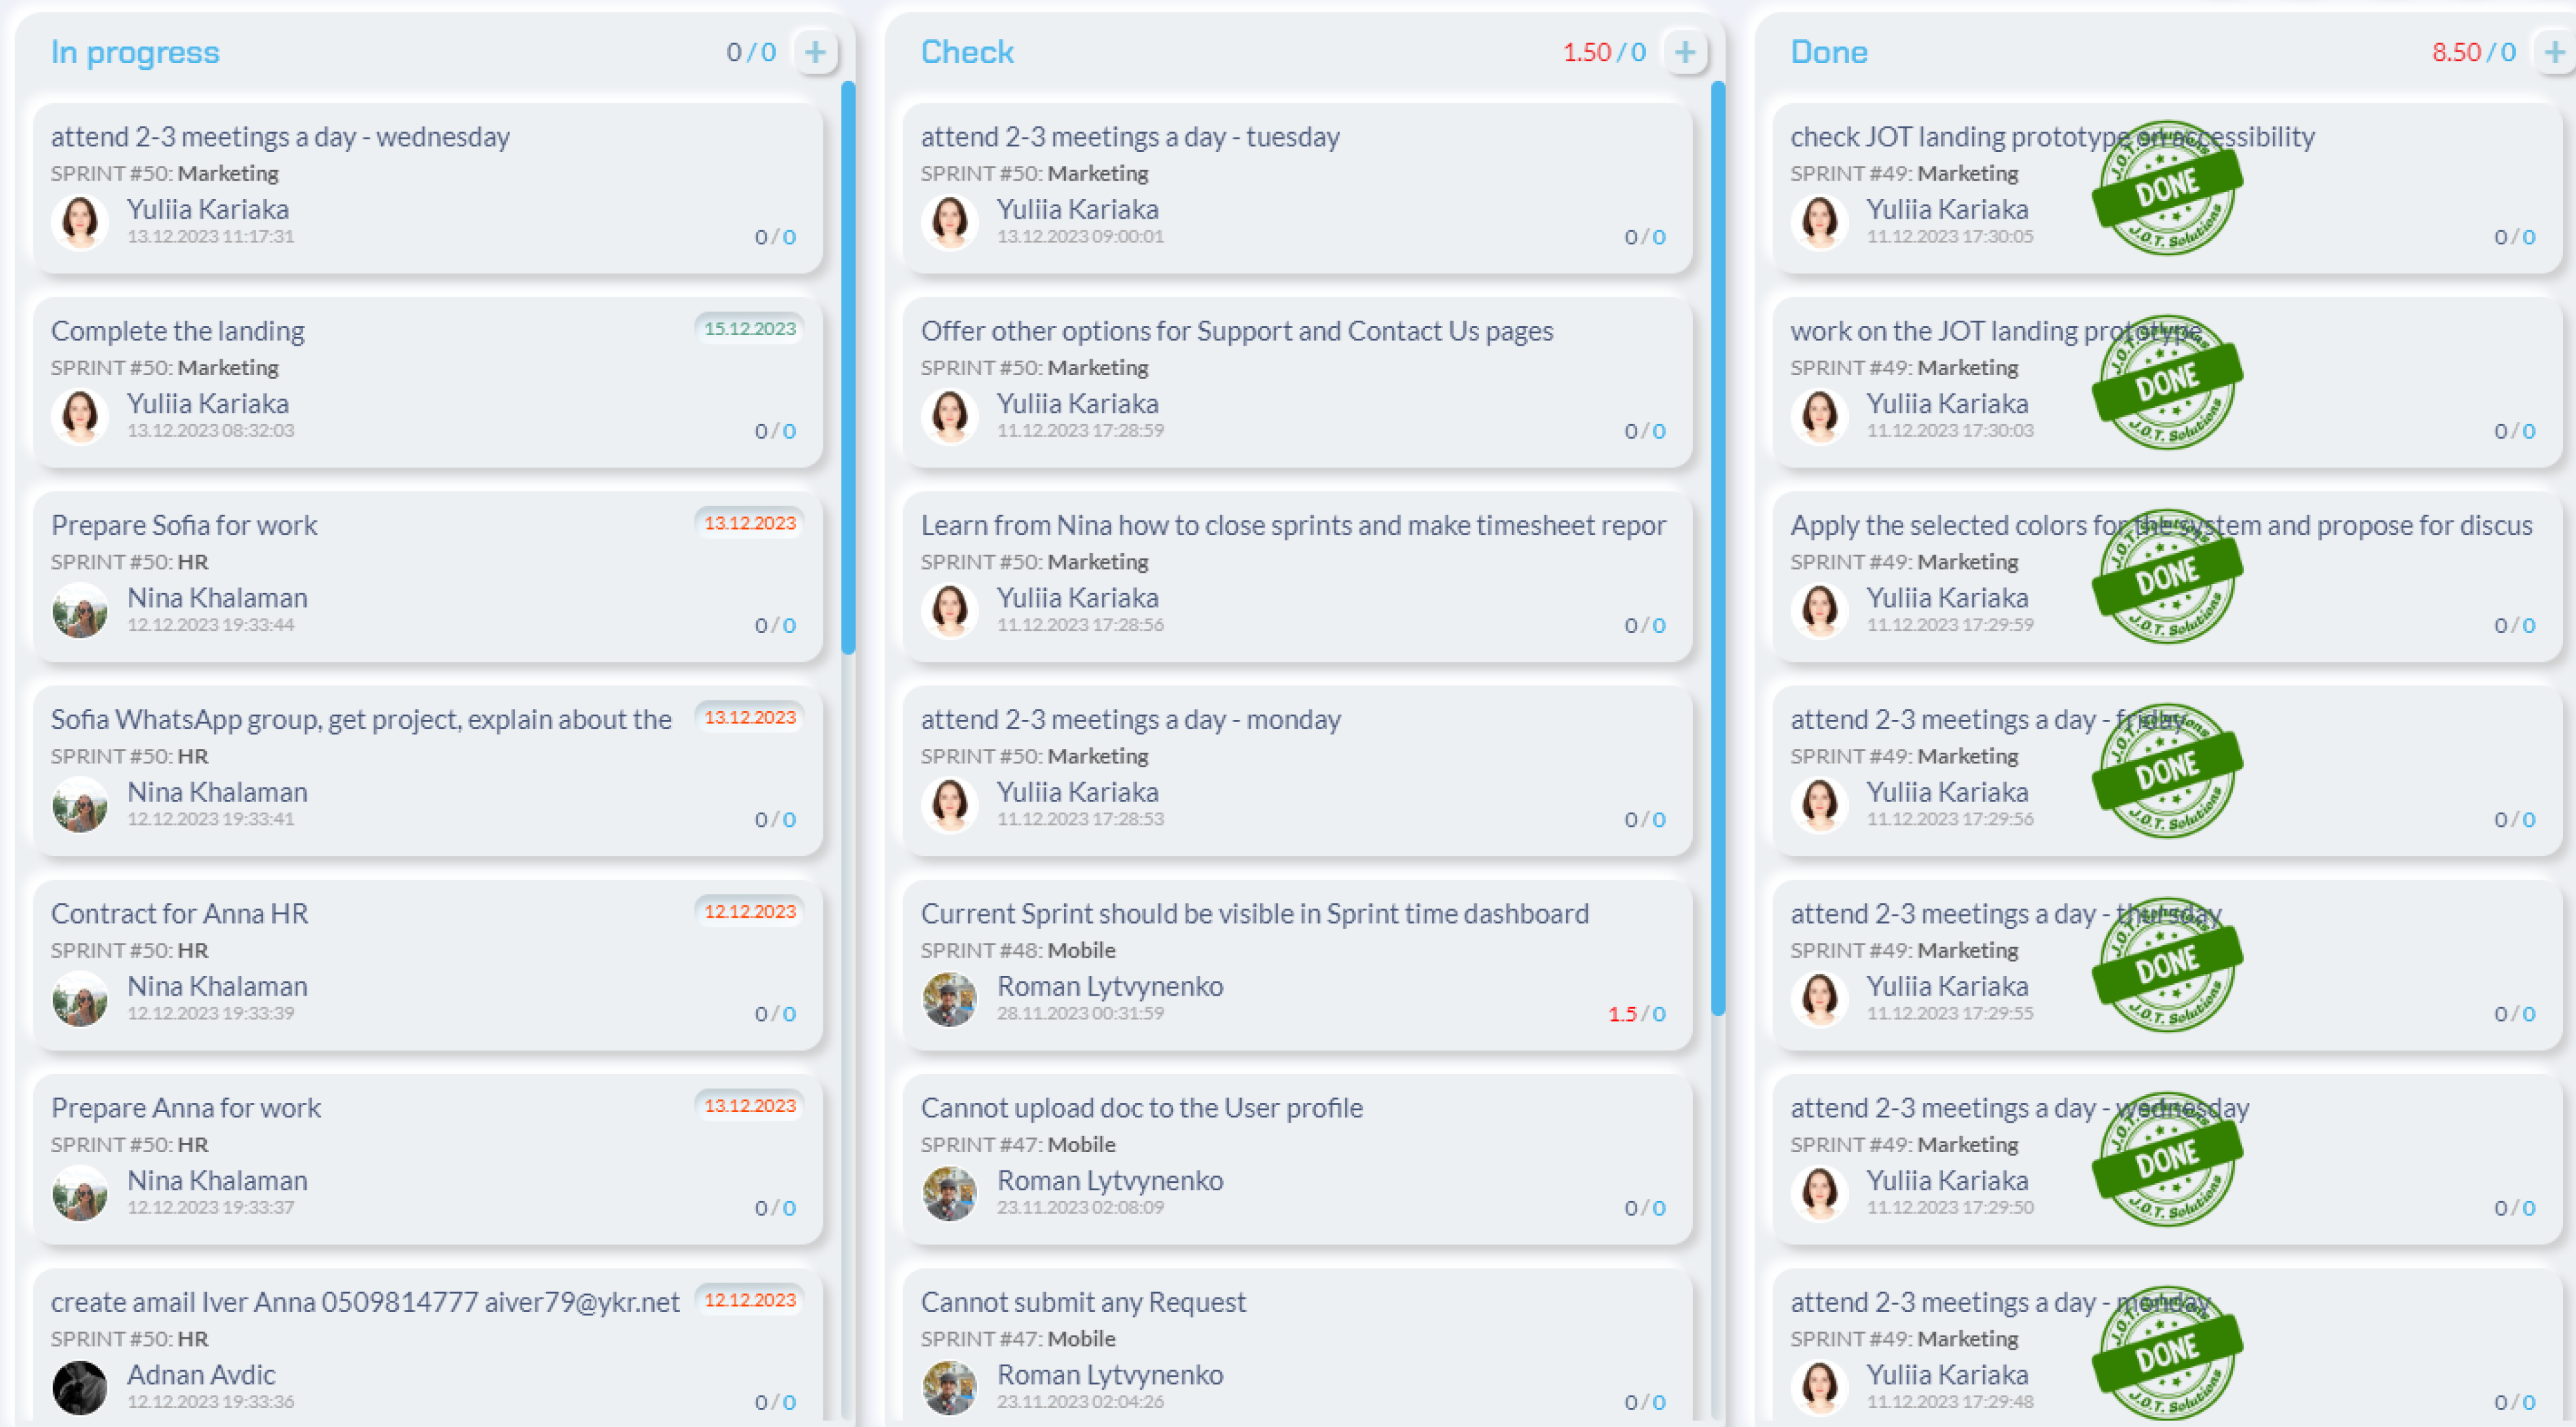 In progress
0 / 0 +
attend 2-3 meetings a day - wednesday
SPRINT #50: Marketing
Yuliia Kariaka
13.12.2023 11:17:31
0 / 0
Complete the landing
15.12.2023
SPRINT #50: Marketing
Yuliia Kariaka
13.12.2023 08:32:03
0 / 0
Prepare Sofia for work
13.12.2023
SPRINT #50: HR
Nina Khalaman
12.12.2023 19:33:44
0 / 0
Sofia WhatsApp group, get project, explain about the
13.12.2023
SPRINT #50: HR
Nina Khalaman
12.12.2023 19:33:41
0 / 0
Contract for Anna HR
12.12.2023
SPRINT #50: HR
Nina Khalaman
12.12.2023 19:33:39
0 / 0
Prepare Anna for work
13.12.2023
SPRINT #50: HR
Nina Khalaman
12.12.2023 19:33:37
0 / 0
create amail Iver Anna 0509814777 aiver79@ykr.net
12.12.2023
SPRINT #50: HR
Adnan Avdic
12.12.2023 19:33:36
0 / 0
Check
1.50 / 0 +
attend 2-3 meetings a day - tuesday
SPRINT #50: Marketing
Yuliia Kariaka
13.12.2023 09:00:01
0 / 0
Offer other options for Support and Contact Us pages
SPRINT #50: Marketing
Yuliia Kariaka
11.12.2023 17:28:59
0 / 0
Learn from Nina how to close sprints and make timesheet repor
SPRINT #50: Marketing
Yuliia Kariaka
11.12.2023 17:28:56
0 / 0
attend 2-3 meetings a day - monday
SPRINT #50: Marketing
Yuliia Kariaka
11.12.2023 17:28:53
0 / 0
Current Sprint should be visible in Sprint time dashboard
SPRINT #48: Mobile
Roman Lytvynenko
28.11.2023 00:31:59
1.5 / 0
Cannot upload doc to the User profile
SPRINT #47: Mobile
Roman Lytvynenko
23.11.2023 02:08:09
0 / 0
Cannot submit any Request
SPRINT #47: Mobile
Roman Lytvynenko
23.11.2023 02:04:26
0 / 0
Done
8.50 / 0 +
check JOT landing prototype on accessibility
SPRINT #49: Marketing
Yuliia Kariaka
11.12.2023 17:30:05
J.O.T. Solutions
DONE
J.O.T. Solutions
0 / 0
work on the JOT landing prototype
SPRINT #49: Marketing
Yuliia Kariaka
11.12.2023 17:30:03
J.O.T. Solutions
DONE
J.O.T. Solutions
0 / 0
Apply the selected colors for the system and propose for discus
SPRINT #49: Marketing
Yuliia Kariaka
11.12.2023 17:29:59
J.O.T. Solutions
DONE
J.O.T. Solutions
0 / 0
attend 2-3 meetings a day - friday
SPRINT #49: Marketing
Yuliia Kariaka
11.12.2023 17:29:56
J.O.T. Solutions
DONE
J.O.T. Solutions
0 / 0
attend 2-3 meetings a day - thursday
SPRINT #49: Marketing
Yuliia Kariaka
11.12.2023 17:29:55
J.O.T. Solutions
DONE
J.O.T. Solutions
0 / 0
attend 2-3 meetings a day - wednesday
SPRINT #49: Marketing
Yuliia Kariaka
11.12.2023 17:29:50
J.O.T. Solutions
DONE
J.O.T. Solutions
0 / 0
attend 2-3 meetings a day - monday
SPRINT #49: Marketing
Yuliia Kariaka
11.12.2023 17:29:48
J.O.T. Solutions
DONE
J.O.T. Solutions
0 / 0